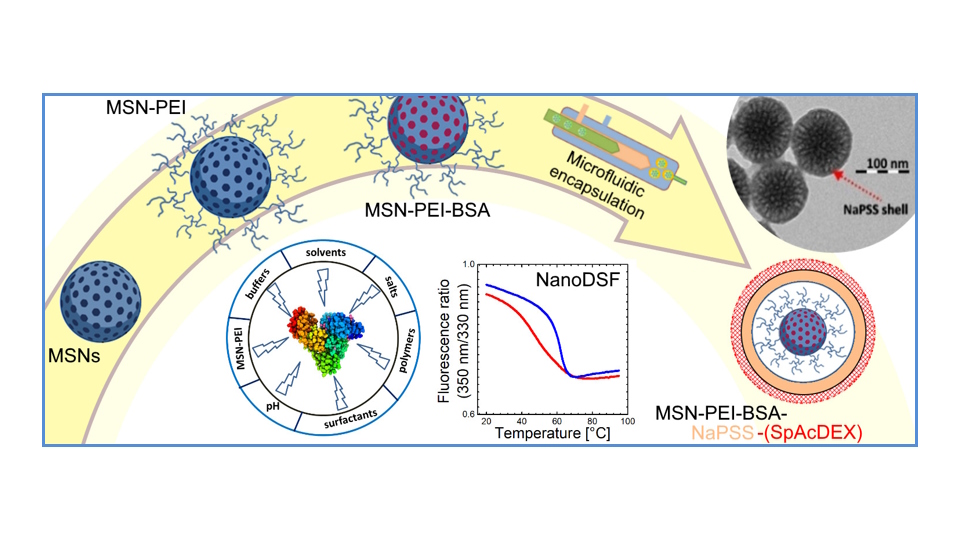 MSN-PEI
MSN-PEI-BSA
Microfluidic
encapsulation
100 nm
NaPSS shell
MSNs
solvents
salts
polymers
surfactants
pH
MSN-PEI
buffers
NanoDSF
1.0
0.6
Fluorescence ratio
(350 nm/330 nm)
20 40 60 80 100
Temperature [°C]
MSN-PEI-BSA-
NaPSS-(SpAcDEX)